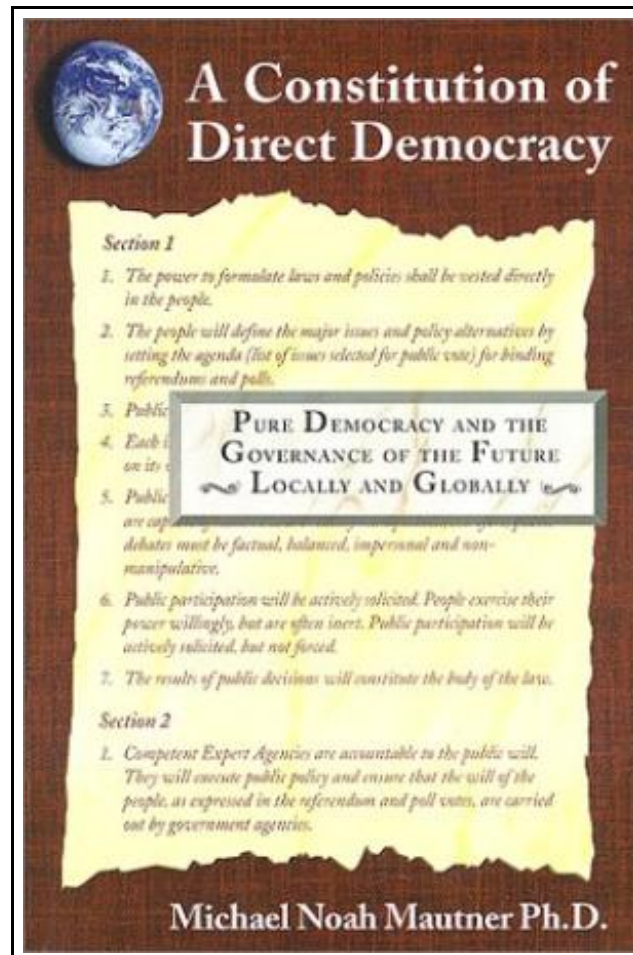 A Constitution of
Direct Democracy
Section 1
1. The power to formulate laws and policies shall be vested directly
in the people.
2. The people will define the major issues and policy alternatives by
setting the agenda (list of issues selected for public vote) for binding
referendums and polls.
3. Public
4. Each
on its
5. Public
are
debates must be factual, balanced, impersonal and non-
manipulative.
PURE DEMOCRACY AND THE
GOVERNANCE OF THE FUTURE
LOCALLY AND GLOBALLY
6. Public participation will be actively solicited. People exercise their
power willingly, but are often inert. Public participation will be
actively solicited, but not forced.
7. The results of public decisions will constitute the body of the law.
Section 2
1. Competent Expert Agencies are accountable to the public will.
They will execute public policy and ensure that the will of the
people, as expressed in the referendum and poll votes, are carried
out by government agencies.
Michael Noah Mautner Ph.D.